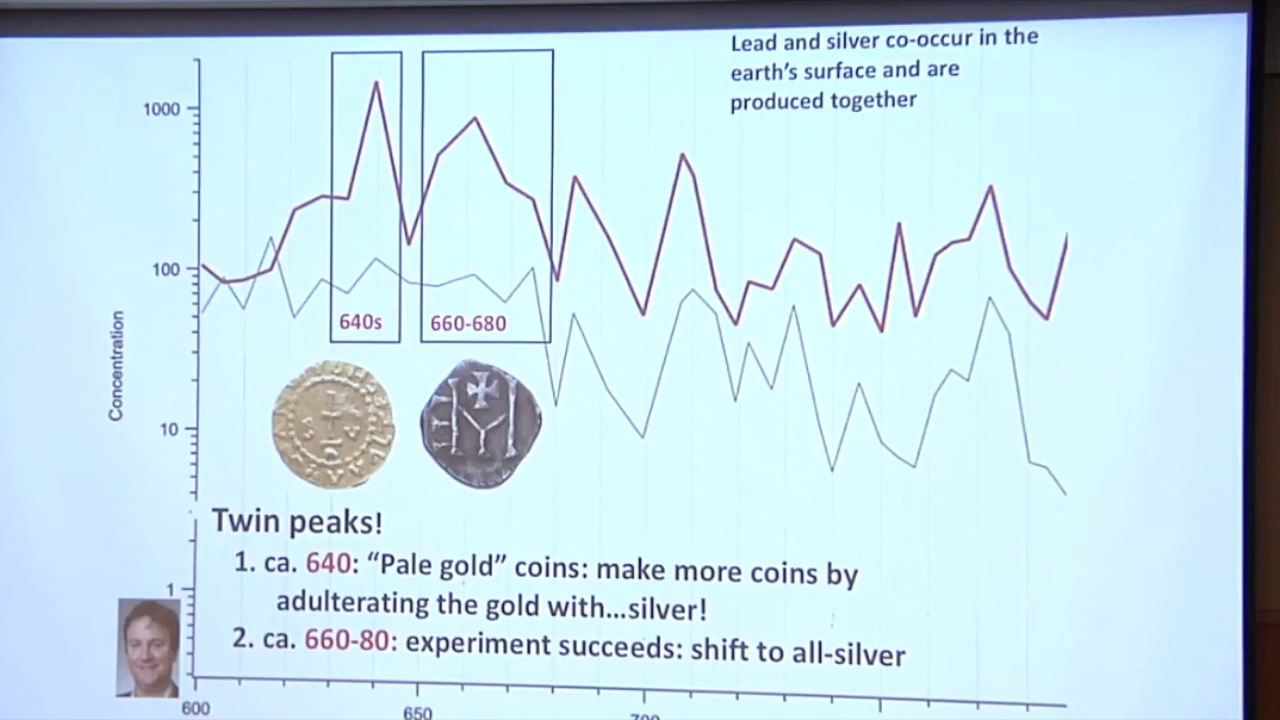 Lead and silver co-occur in the
earth's surface and are
produced together
1000
100
10
1
Concentration
640s
660-680
Twin peaks!
1. ca. 640: “Pale gold” coins: make more coins by
adulterating the gold with...silver!
2. ca. 660-80: experiment succeeds: shift to all-silver
600
650
700